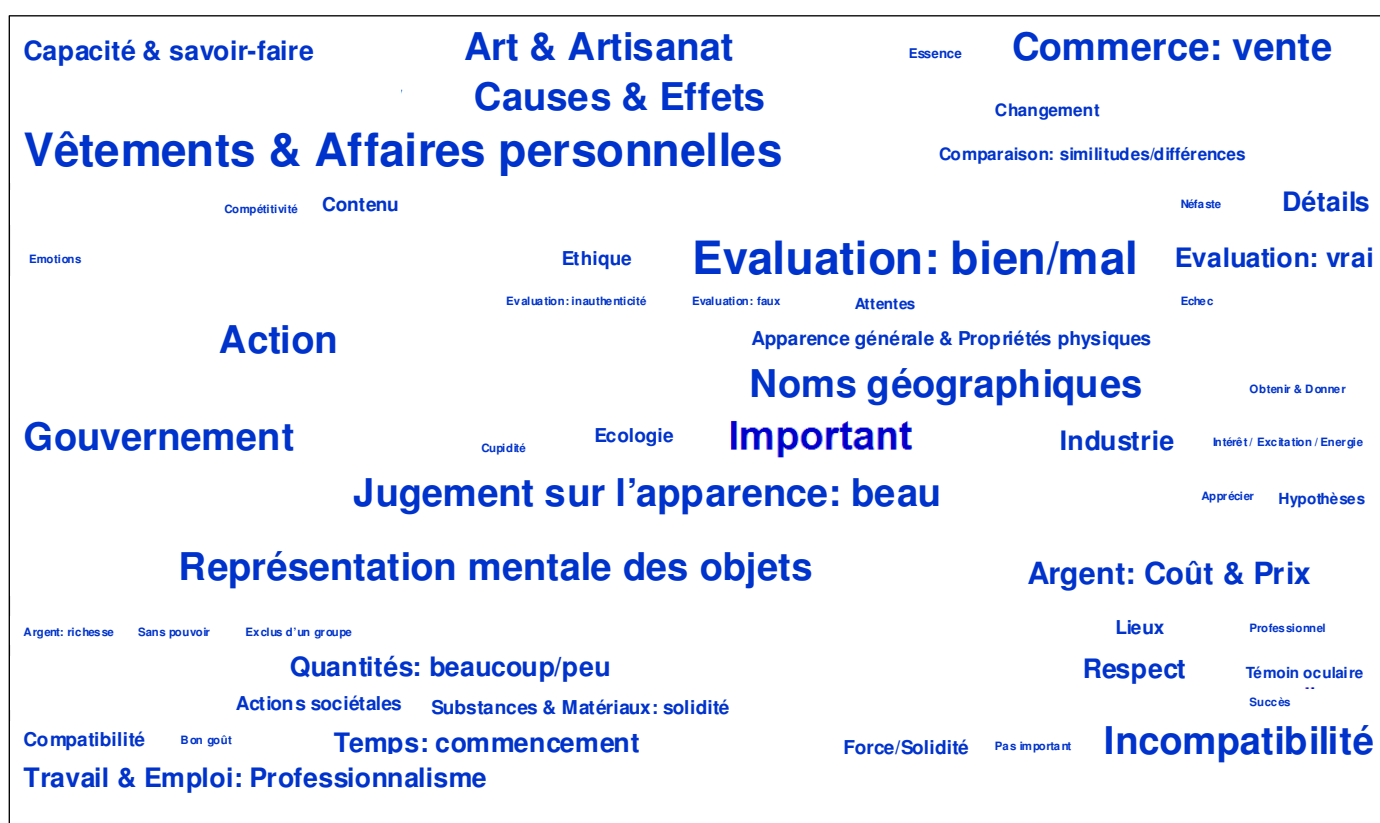 Capacité & savoir-faire Art & Artisanat Essence Commerce: vente
Causes & Effets Changement
Vêtements & Affaires personnelles Comparaison: similitudes/différences
Compétitivité Contenu Néfaste Détails
Emotions Ethique Evaluation: bien/mal Evaluation: vrai
Evaluation: inauthenticité Evaluation: faux Attentes Echec
Action Apparence générale & Propriétés physiques
Noms géographiques Obtenir & Donner
Gouvernement Cupidité Ecologie Important Industrie Intérêt / Excitation / Energie
Jugement sur l’apparence: beau Apprécier Hypothèses
Représentation mentale des objets Argent: Coût & Prix
Argent: richesse Sans pouvoir Exclus d’un groupe Lieux Professionnel
Quantités: beaucoup/peu Respect Témoin oculaire
Actions sociétales Substances & Matériaux: solidité Succès
Compatibilité Bon goût Temps: commencement Force/Solidité Pas important Incompatibilité
Travail & Emploi: Professionnalisme